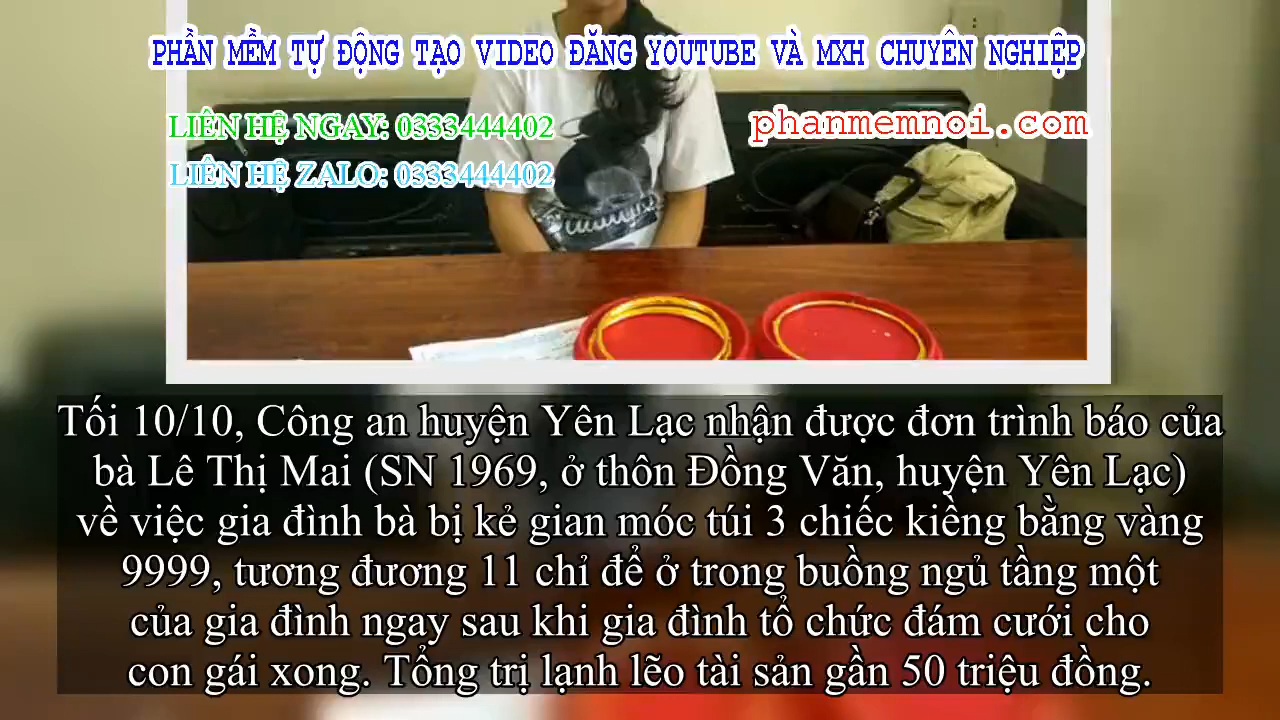 PHẦN MỀM TỰ ĐỘNG TẠO VIDEO ĐĂNG YOUTUBE VÀ MXH CHUYÊN NGHIỆP
LIÊN HỆ NGAY: 0333444402
phanmemnoi.com
LIÊN HỆ ZALO: 0333444402
Tối 10/10, Công an huyện Yên Lạc nhận được đơn trình báo của
bà Lê Thị Mai (SN 1969, ở thôn Đồng Văn, huyện Yên Lạc)
về việc gia đình bà bị kẻ gian móc túi 3 chiếc kiềng bằng vàng
9999, tương đương 11 chỉ để ở trong buồng ngủ tầng một
của gia đình ngay sau khi gia đình tổ chức đám cưới cho
con gái xong. Tổng trị lạnh lẽo tài sản gần 50 triệu đồng.